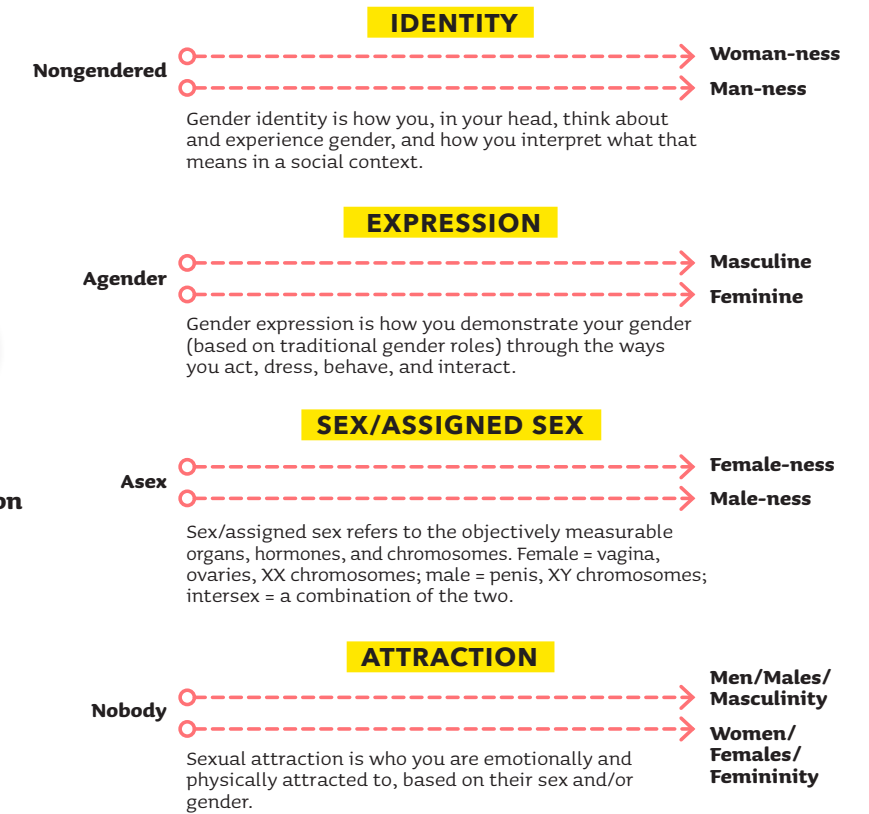 IDENTITY
Nongendered
Woman-ness
Man-ness
Gender identity is how you, in your head, think about
and experience gender, and how you interpret what that
means in a social context.
EXPRESSION
Agender
Masculine
Feminine
Gender expression is how you demonstrate your gender
(based on traditional gender roles) through the ways
you act, dress, behave, and interact.
SEX/ASSIGNED SEX
Asex
Female-ness
Male-ness
on
Sex/assigned sex refers to the objectively measurable
organs, hormones, and chromosomes. Female = vagina,
ovaries, XX chromosomes; male = penis, XY chromosomes;
intersex = a combination of the two.
ATTRACTION
Nobody
Men/Males/
Masculinity
Women/
Females/
Femininity
Sexual attraction is who you are emotionally and
physically attracted to, based on their sex and/or
gender.